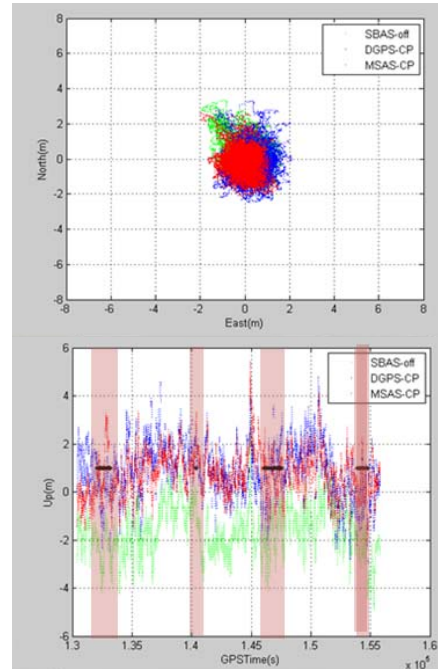 8
6
4
2
0
-2
-4
-6
-8
North(m)
-8 -6 -4 -2 0 2 4 6 8
East(m)
SBAS-off
DGPS-CP
MSAS-CP
6
4
2
0
-2
-4
-6
Up(m)
1.3 1.35 1.4 1.45 1.5 1.55 1.6
GPSTime(s)
x 10^6
SBAS-off
DGPS-CP
MSAS-CP